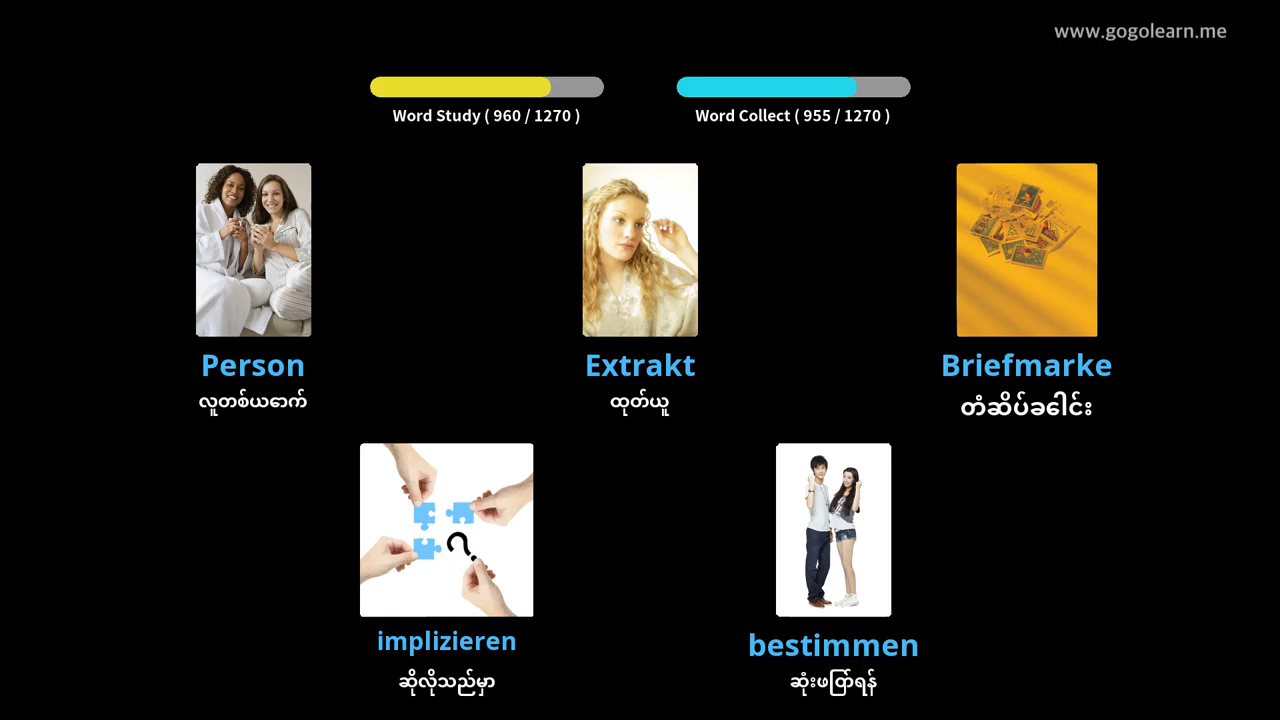 www.gogolearn.me
Word Study ( 960 / 1270 )
Word Collect ( 955 / 1270 )
Person
Extrakt
Briefmarke
လူတစ်ယောက်
ထုတ်ယူ
တံဆိပ်ခေါင်း
implizieren
bestimmen
ဆိုလိုသည်မှာ
ဆုံးဖြတ်ရန်